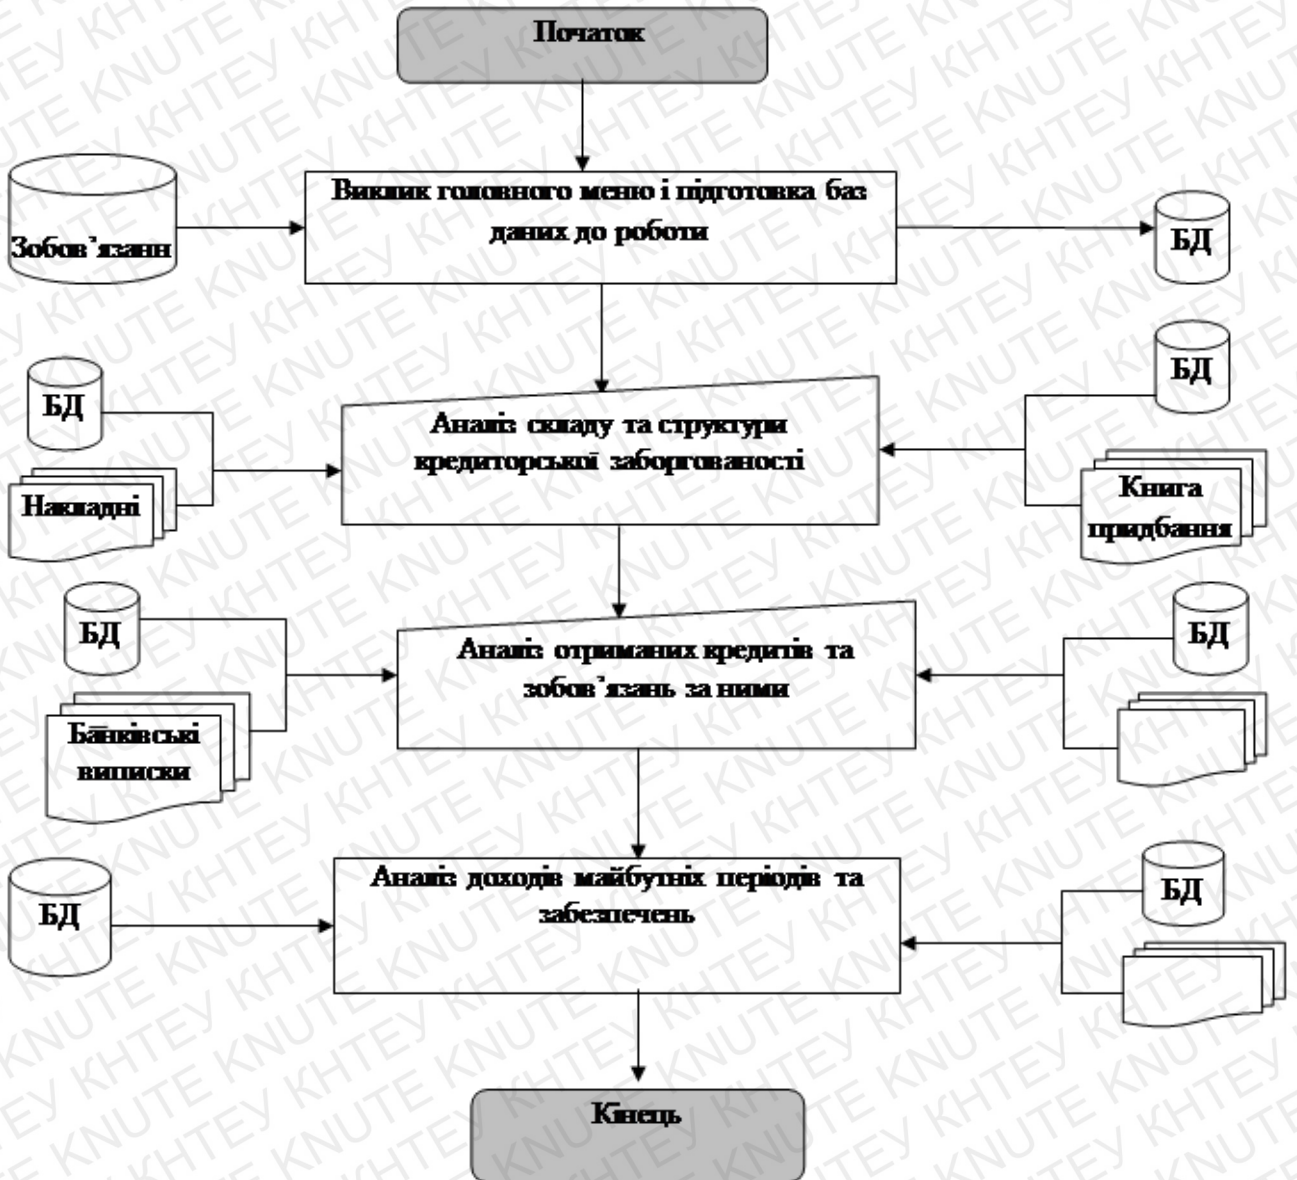 Початок
Виклик головного меню і підготовка баз
даних до роботи
Зобов’язанн
БД
БД
БД
Аналіз складу та структури
кредиторської заборгованості
Накладні
Книга
придбання
БД
БД
Аналіз отриманих кредитів та
зобов’язань за ними
Банківські
виписки
БД
Аналіз доходів майбутніх періодів та
забезпечень
БД
Кінець
KNUTE КНТЕУ